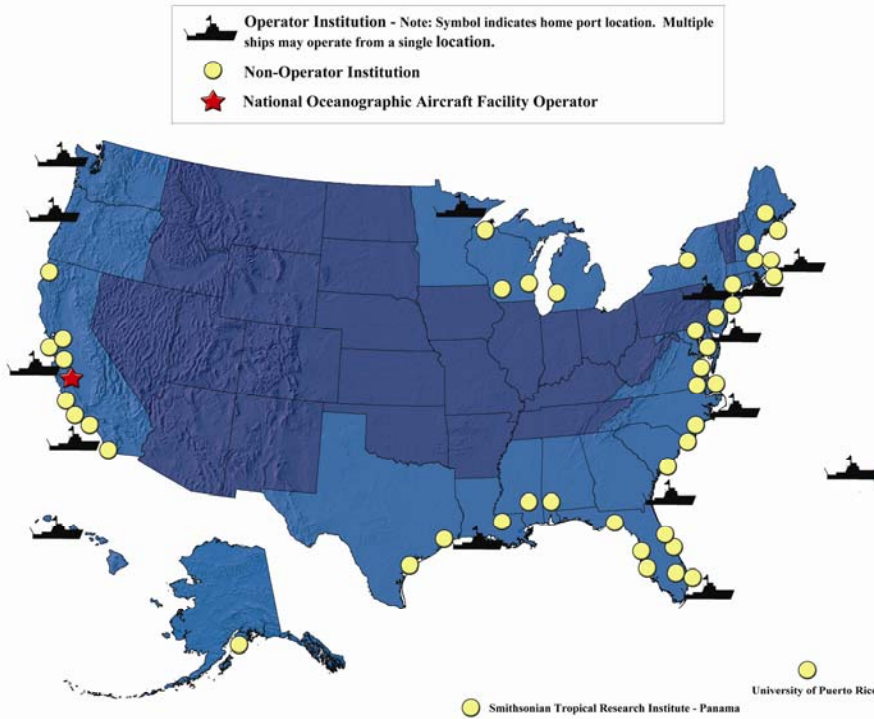 Operator Institution - Note: Symbol indicates home port location. Multiple
ships may operate from a single location.
Non-Operator Institution
National Oceanographic Aircraft Facility Operator
University of Puerto Rico
Smithsonian Tropical Research Institute - Panama